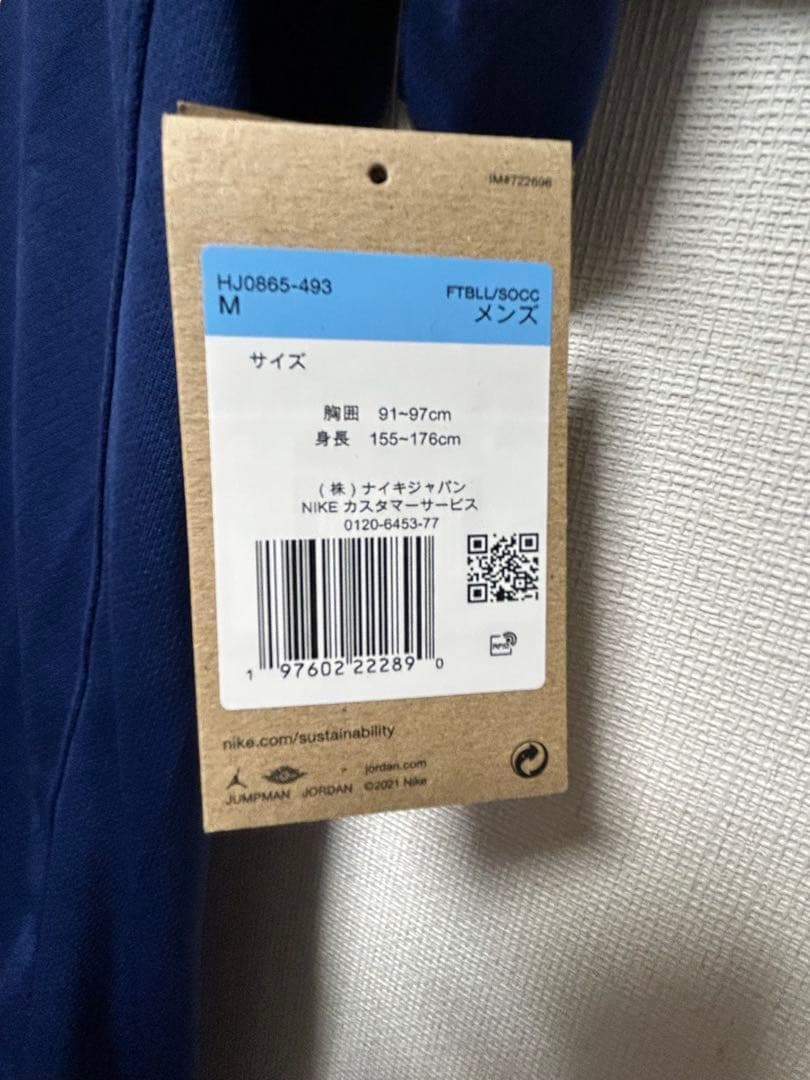 IM#722696
HJ0865-493
M
FTBLL/SOCC
メンズ
サイズ
胸囲 91~97cm
身長 155~176cm
(株)ナイキジャパン
NIKE カスタマーサービス
0120-6453-77
1 97602 22289 0
RFID
nike.com/sustainability
jordan.com
JUMPMAN JORDAN ©2021 Nike